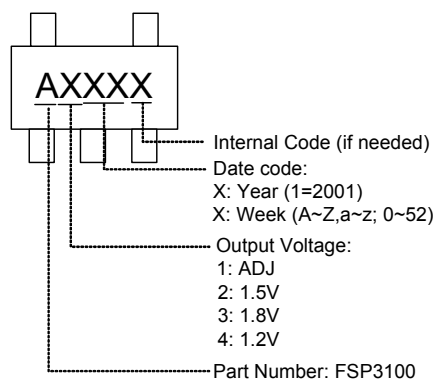 AXXXX
Internal Code (if needed)
Date code:
X: Year (1=2001)
X: Week (A~Z,a~z; 0~52)
Output Voltage:
1: ADJ
2: 1.5V
3: 1.8V
4: 1.2V
Part Number: FSP3100